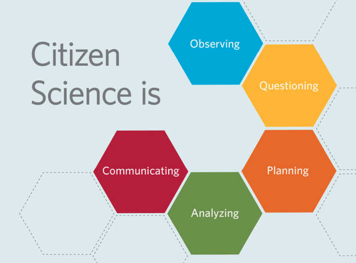 Citizen
Science is
Observing
Questioning
Planning
Analyzing
Communicating